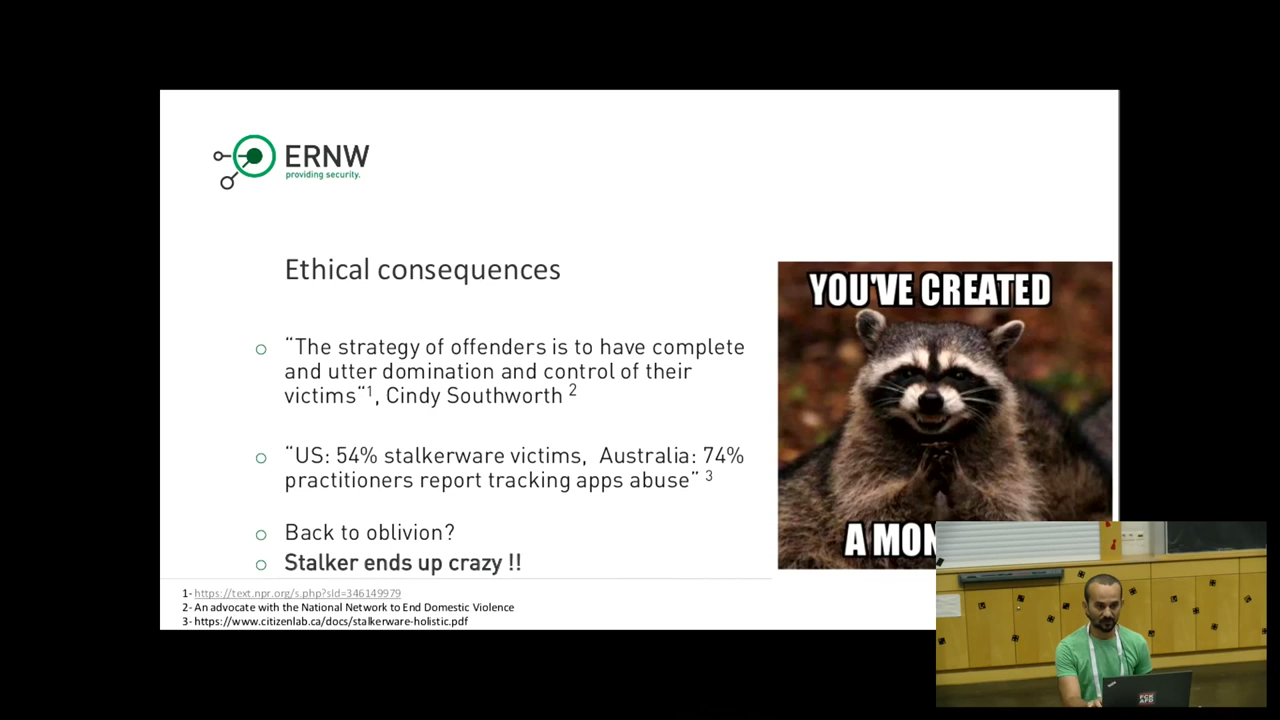 ERNW
providing security.
Ethical consequences
YOU'VE CREATED
“The strategy of offenders is to have complete
and utter domination and control of their
victims“1, Cindy Southworth 2
“US: 54% stalkerware victims,  Australia: 74%
practitioners report tracking apps abuse” 3
Back to oblivion?
A MON
Stalker ends up crazy !!
1- https://text.npr.org/s.php?sId=346149979
2- An advocate with the National Network to End Domestic Violence
3- https://www.citizenlab.ca/docs/stalkerware-holistic.pdf
FCK
AFD